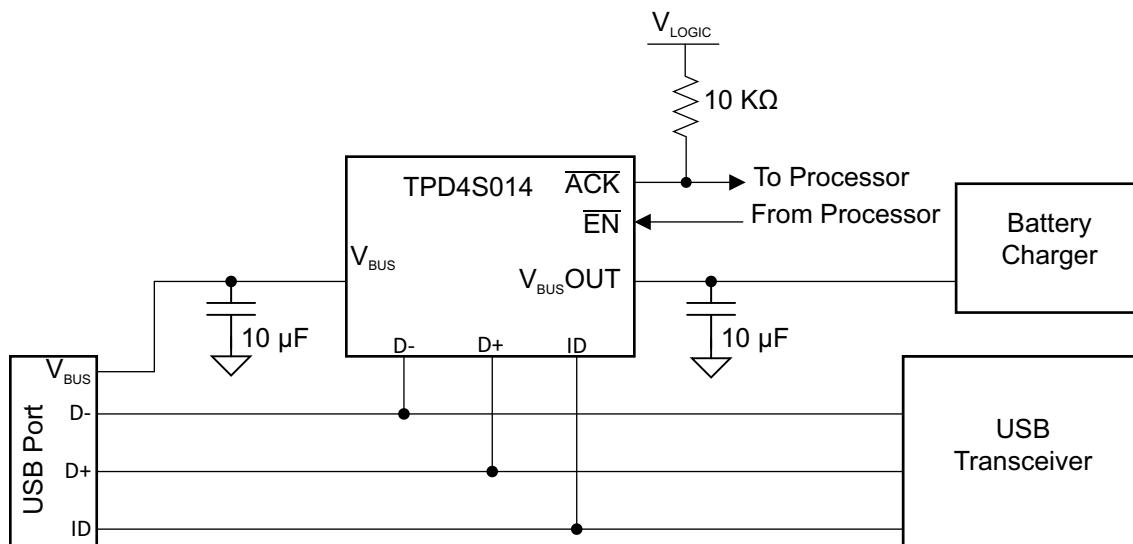 VLOGIC
10 KΩ
TPD4S014
ACK
To Processor
EN
From Processor
Battery
Charger
VBUS
VBUSOUT
10 µF
10 µF
D-
D+
ID
USB Port
VBUS
D-
D+
ID
USB
Transceiver